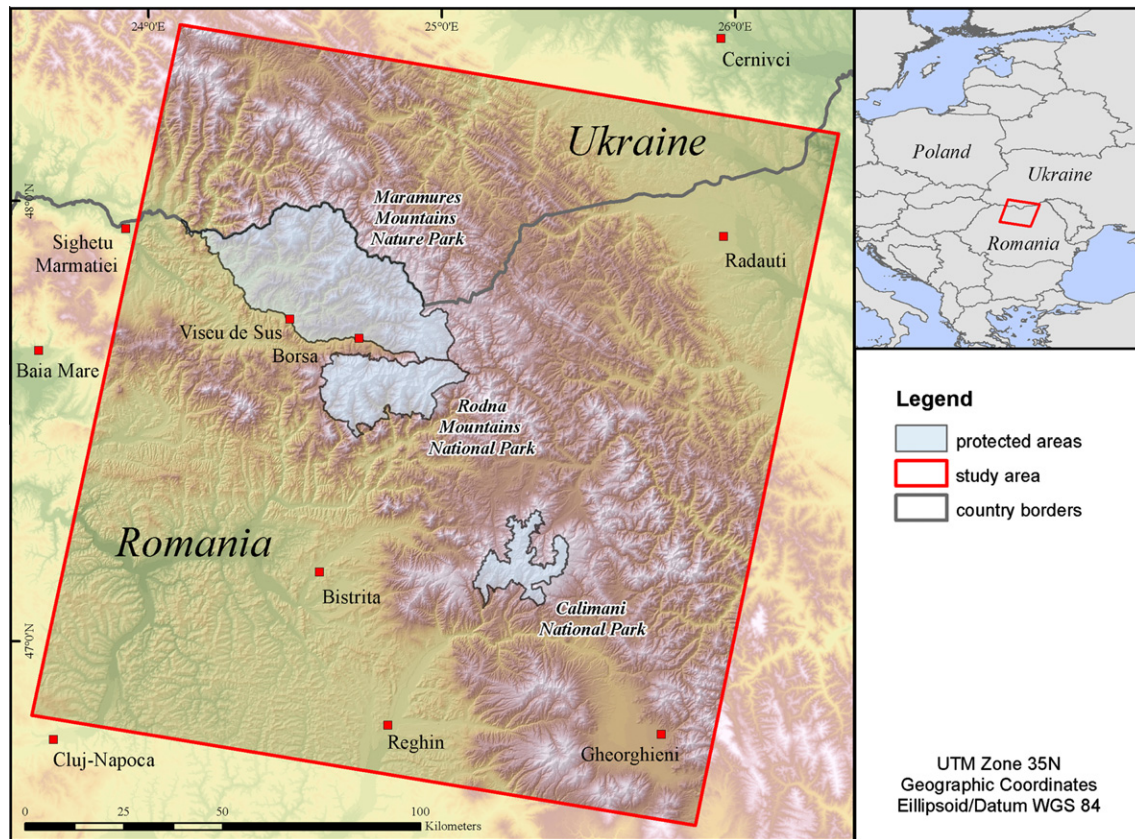 24°0'E
25°0'E
26°0'E
Cernivci
Ukraine
Maramures
Mountains
Nature Park
48°0'N
Sighetu
Marmatiei
Radauti
Viseu de Sus
Borsa
Baia Mare
Rodna
Mountains
National Park
Romania
Bistrita
Calimani
National Park
47°0'N
Cluj-Napoca
Reghin
Gheorghieni
0
25
50
100
Kilometers
Poland
Ukraine
Romania
Legend
protected areas
study area
country borders
UTM Zone 35N
Geographic Coordinates
Eillipsoid/Datum WGS 84